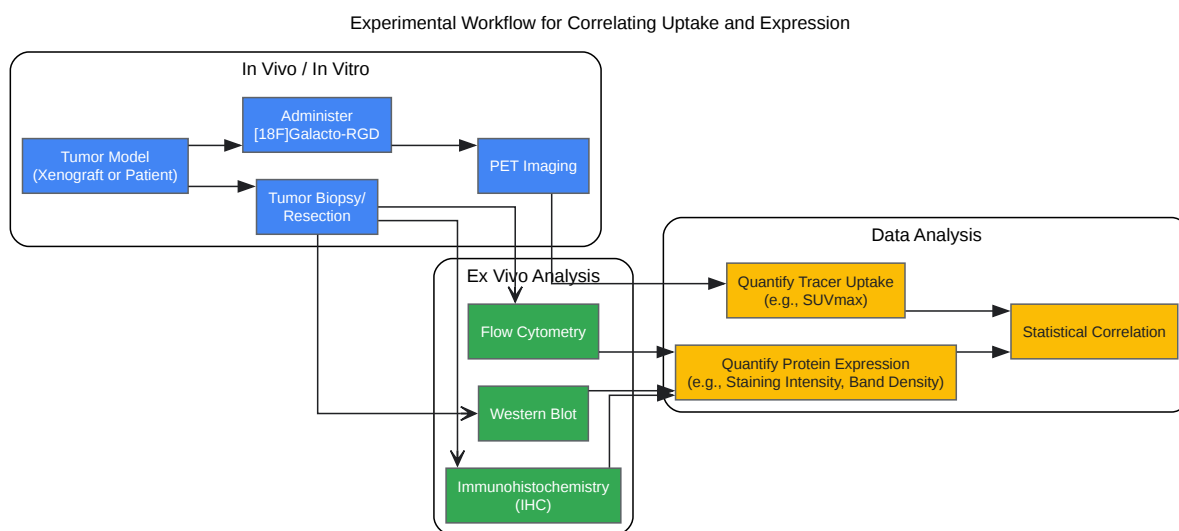 Experimental Workflow for Correlating Uptake and Expression
In Vivo / In Vitro
Administer
[18F]Galacto-RGD
Tumor Model
(Xenograft or Patient)
PET Imaging
Tumor Biopsy/
Resection
Data Analysis
Ex Vivo Analysis
Quantify Tracer Uptake
(e.g., SUVmax)
Statistical Correlation
Flow Cytometry
Quantify Protein Expression
(e.g., Staining Intensity, Band Density)
Western Blot
Immunohistochemistry
(IHC)